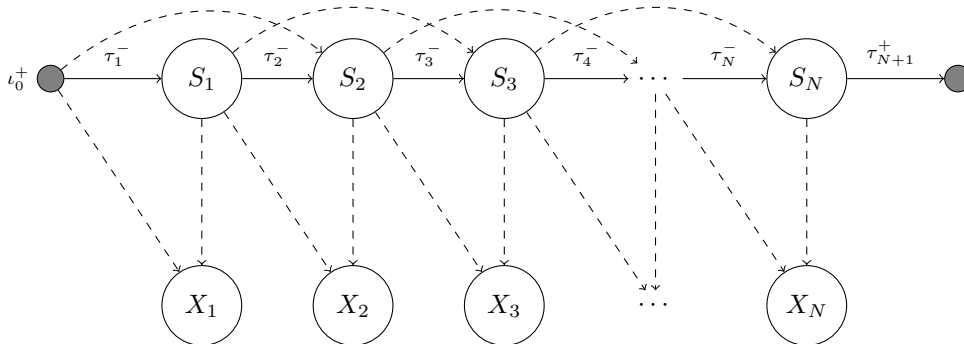 τ₁⁻ τ₂⁻ τ₃⁻ τ₄⁻ τ_N⁻ τ_{N+1}⁺
ι₀⁺ S₁ S₂ S₃ ··· S_N
X₁ X₂ X₃ ··· X_N